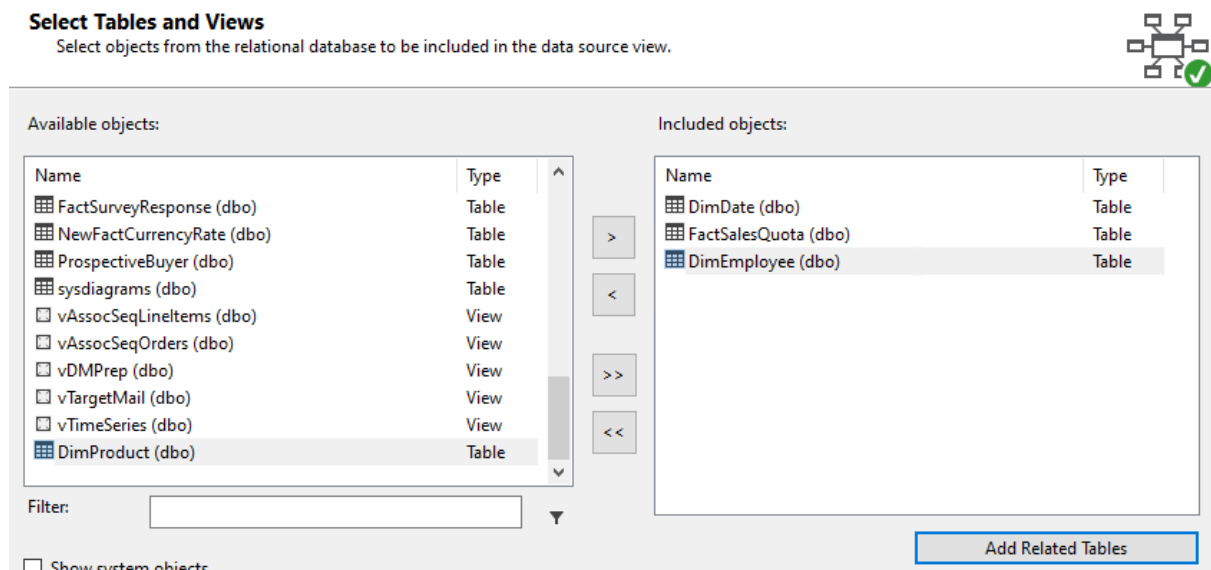 Select Tables and Views
Select objects from the relational database to be included in the data source view.
Available objects:
Name Type
FactSurveyResponse (dbo) Table
NewFactCurrencyRate (dbo) Table
ProspectiveBuyer (dbo) Table
sysdiagrams (dbo) Table
vAssocSeqLineItems (dbo) View
vAssocSeqOrders (dbo) View
vDMPrep (dbo) View
vTargetMail (dbo) View
vTimeSeries (dbo) View
DimProduct (dbo) Table
Filter:
Show system objects
>
<
>>
<<
Included objects:
Name Type
DimDate (dbo) Table
FactSalesQuota (dbo) Table
DimEmployee (dbo) Table
Add Related Tables